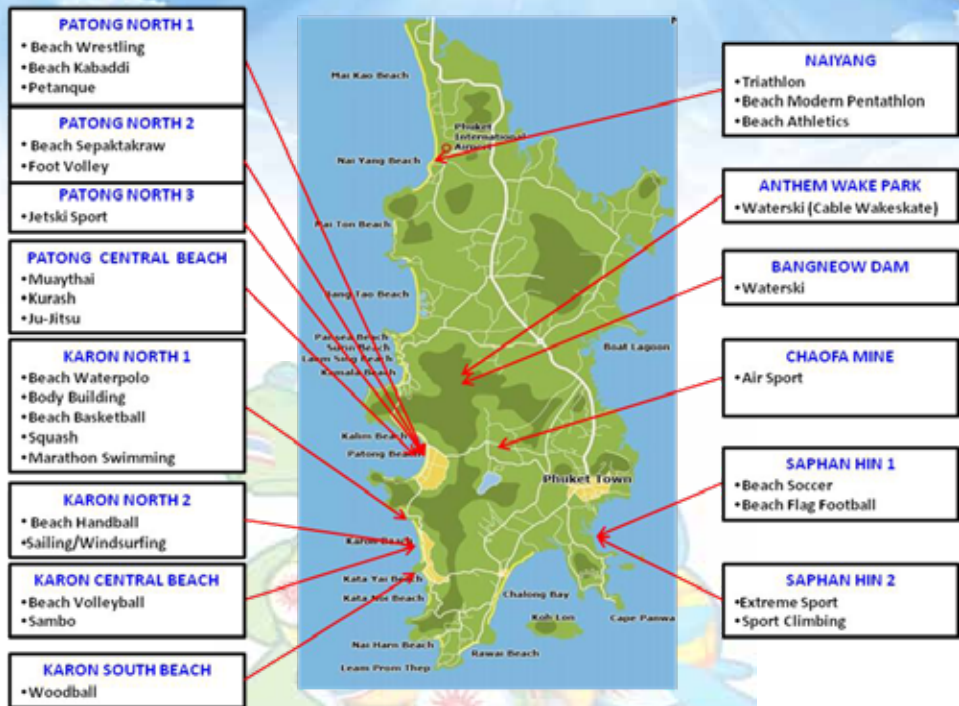 PATONG NORTH 1
• Beach Wrestling
• Beach Kabaddi
• Petanque
PATONG NORTH 2
• Beach Sepaktakraw
• Foot Volley
PATONG NORTH 3
• Jetski Sport
PATONG CENTRAL BEACH
• Muaythai
• Kurash
• Ju-Jitsu
KARON NORTH 1
• Beach Waterpolo
• Body Building
• Beach Basketball
• Squash
• Marathon Swimming
KARON NORTH 2
• Beach Handball
• Sailing/Windsurfing
KARON CENTRAL BEACH
• Beach Volleyball
• Sambo
KARON SOUTH BEACH
• Woodball
Mai Kao Beach
Phuket
International
Airport
Nai Yang Beach
Mai Ton Beach
Bang Tao Beach
Pansea Beach
Surin Beach
Laem Sing Beach
Kamala Beach
Boat Lagoon
Kalim Beach
Patong Beach
Phuket Town
Karon Beach
Kata Yai Beach
Kata Noi Beach
Chalong Bay
Koh Lon
Cape Panwa
Nai Harn Beach
Rawai Beach
Leam Prom Thep
NAIYANG
• Triathlon
• Beach Modern Pentathlon
• Beach Athletics
ANTHEM WAKE PARK
• Waterski (Cable Wakeskate)
BANGNEOW DAM
• Waterski
CHAOFA MINE
• Air Sport
SAPHAN HIN 1
• Beach Soccer
• Beach Flag Football
SAPHAN HIN 2
• Extreme Sport
• Sport Climbing